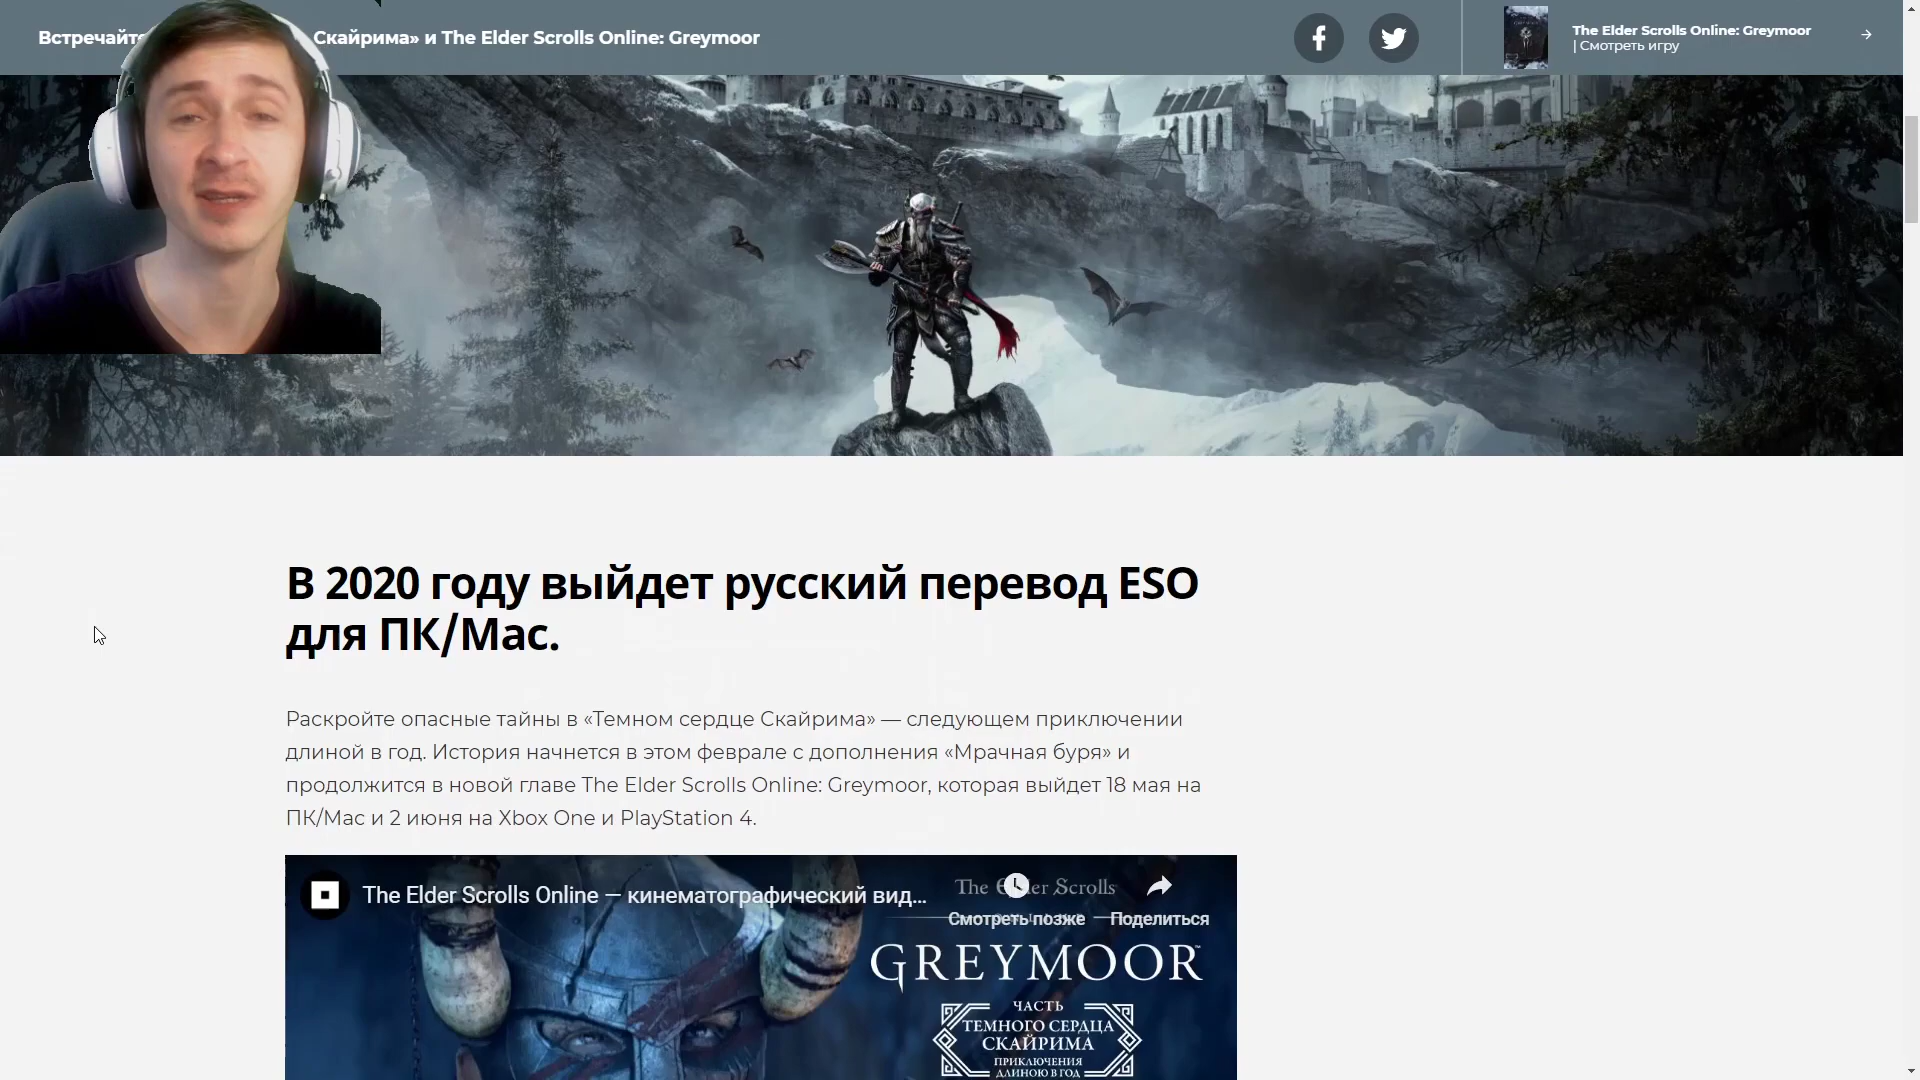 Встречайте
Скайрима» и The Elder Scrolls Online: Greymoor
The Elder Scrolls Online: Greymoor
| Смотреть игру
В 2020 году выйдет русский перевод ESO
для ПК/Mac.
Раскройте опасные тайны в «Темном сердце Скайрима» — следующем приключении
длиной в год. История начнется в этом феврале с дополнения «Мрачная буря» и
продолжится в новой главе The Elder Scrolls Online: Greymoor, которая выйдет 18 мая на
ПК/Mac и 2 июня на Xbox One и PlayStation 4.
The Elder Scrolls Online — кинематографический вид...
The Elder Scrolls
Смотреть позже
Поделиться
GREYMOOR
ЧАСТЬ
ТЕМНОГО СЕРДЦА
СКАЙРИМА
ПРИКЛЮЧЕНИЯ
ДЛИНОЮ В ГОД